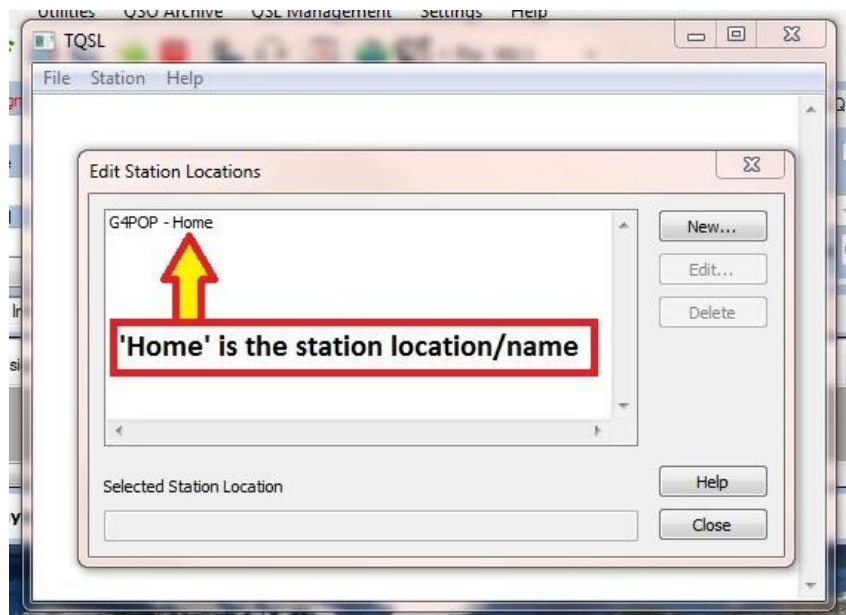 Utilities QSO Archive QSL Management Settings Help
TQSL
File Station Help
Edit Station Locations
G4POP - Home
New...
Edit...
Delete
'Home' is the station location/name
Selected Station Location
Help
Close